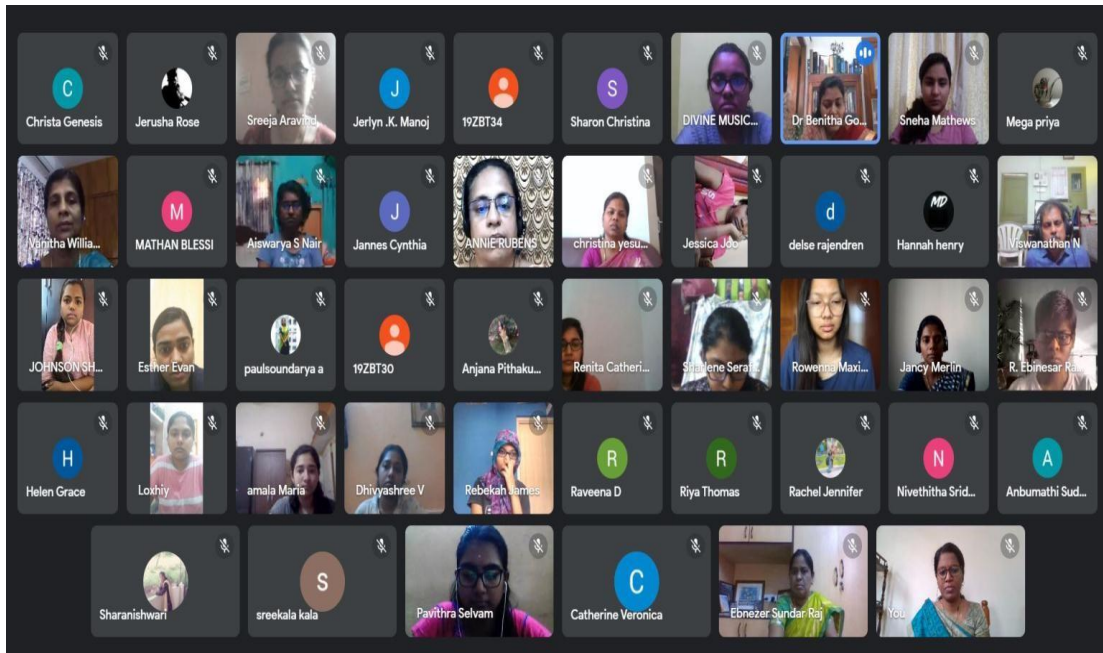 C
Christa Genesis
Jerusha Rose
Sreeja Aravind
J
Jerlyn .K. Manoj
19ZBT34
S
Sharon Christina
DIVINE MUSIC...
Dr Benitha Go...
Sneha Mathews
Mega priya
Vanitha Willia...
M
MATHAN BLESSI
Aiswarya S Nair
J
Jannes Cynthia
ANNIE RUBENS
christina yesu...
Jessica Joo
d
delse rajendren
MD
Hannah henry
Viswanathan N
JOHNSON SH...
Esther Evan
paulsoundarya a
19ZBT30
Anjana Pithaku...
Renita Catheri...
Sharlene Seraf...
Rowenna Maxi...
Jancy Merlin
R. Ebinesar Ra...
H
Helen Grace
Loxhiy
amala Maria
Dhivyashree V
Rebekah James
R
Raveena D
R
Riya Thomas
Rachel Jennifer
N
Nivethitha Srid...
A
Anbumathi Sud...
Sharanishwari
S
sreekala kala
Pavithra Selvam
C
Catherine Veronica
Ebnezer Sundar Raj
You